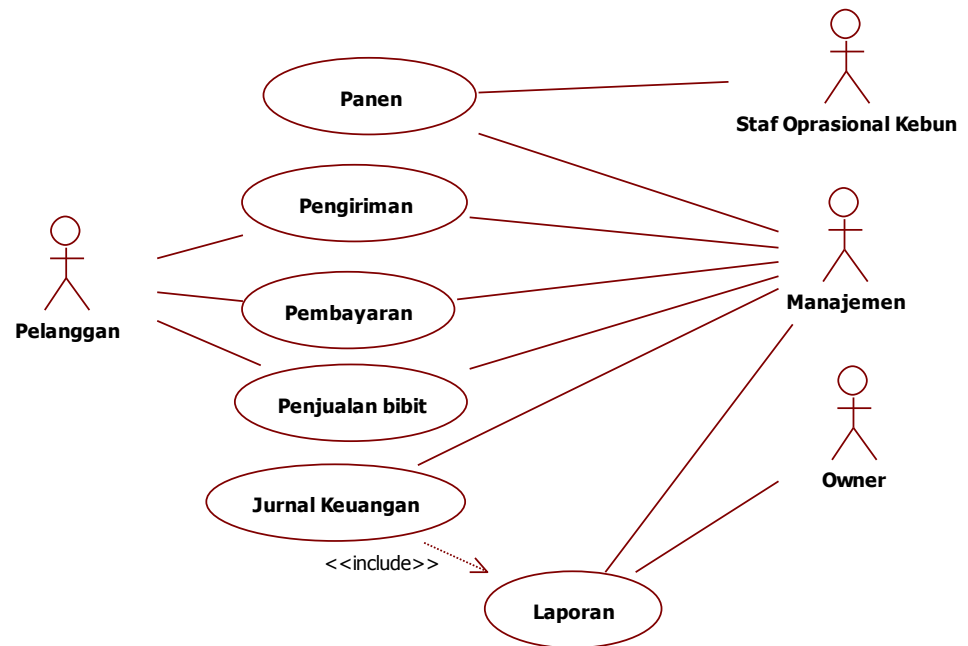 Panen
Staf Oprasional Kebun
Pengiriman
Pelanggan
Pembayaran
Manajemen
Penjualan bibit
Owner
Jurnal Keuangan
<<include>>
Laporan